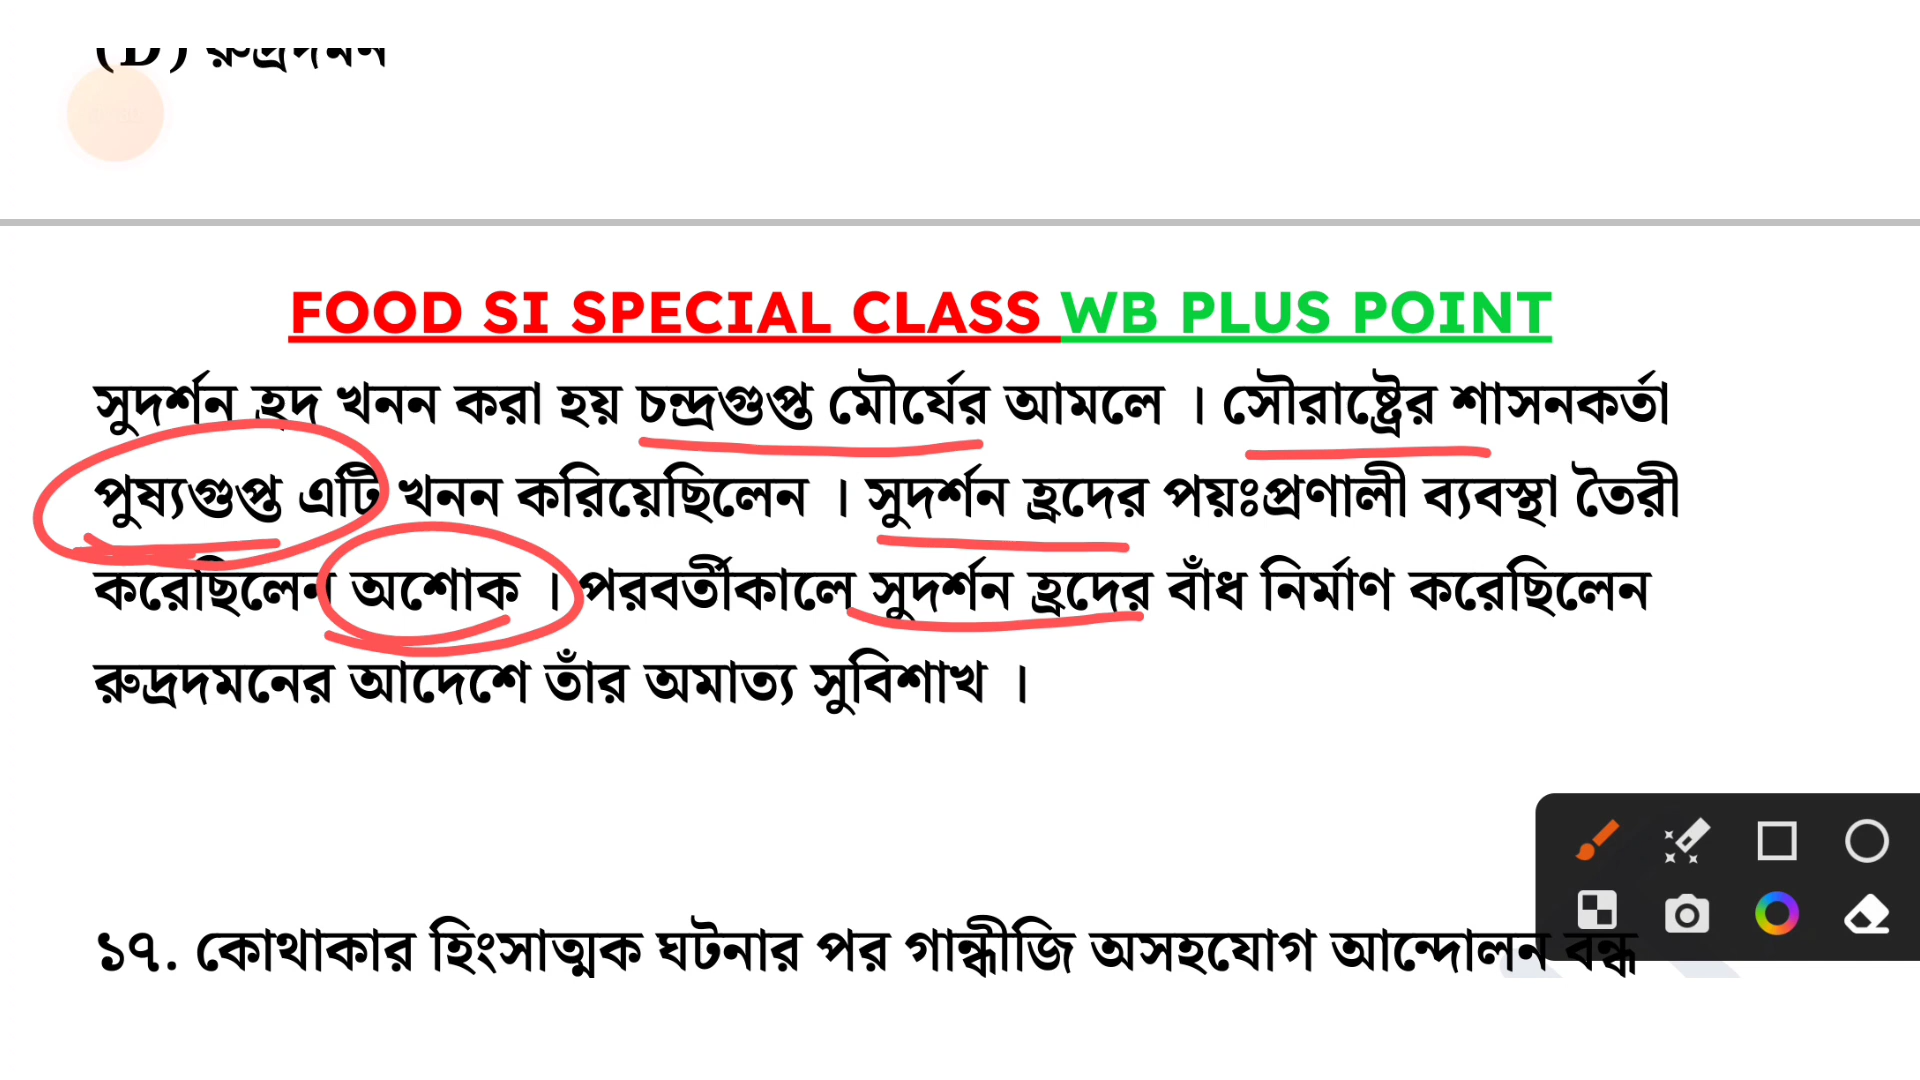 (D) রুদ্রদমন
FOOD SI SPECIAL CLASS WB PLUS POINT
সুদর্শন হ্রদ খনন করা হয় চন্দ্রগুপ্ত মৌর্যের আমলে । সৌরাষ্ট্রের শাসনকর্তা
পুষ্যগুপ্ত এটি খনন করিয়েছিলেন । সুদর্শন হ্রদের পয়ঃপ্রণালী ব্যবস্থা তৈরী
করেছিলেন অশোক । পরবর্তীকালে সুদর্শন হ্রদের বাঁধ নির্মাণ করেছিলেন
রুদ্রদমনের আদেশে তাঁর অমাত্য সুবিশাখ ।
১৭. কোথাকার হিংসাত্মক ঘটনার পর গান্ধীজি অসহযোগ আন্দোলন বন্ধ